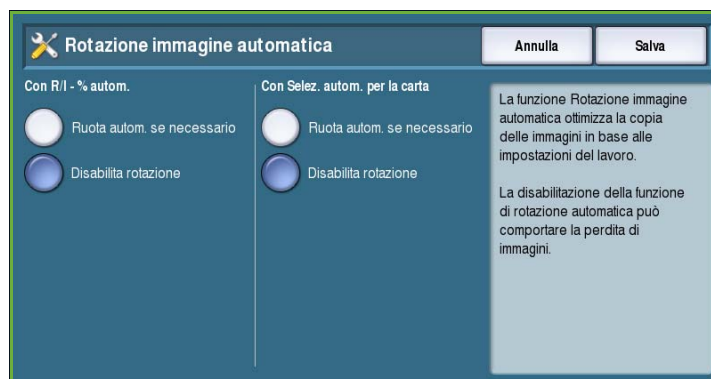 Rotazione immagine automatica
Annulla
Salva
Con R/I - % autom.
Ruota autom. se necessario
Disabilita rotazione
Con Selez. autom. per la carta
Ruota autom. se necessario
Disabilita rotazione
La funzione Rotazione immagine
automatica ottimizza la copia
delle immagini in base alle
impostazioni del lavoro.
La disabilitazione della funzione
di rotazione automatica può
comportare la perdita di
immagini.